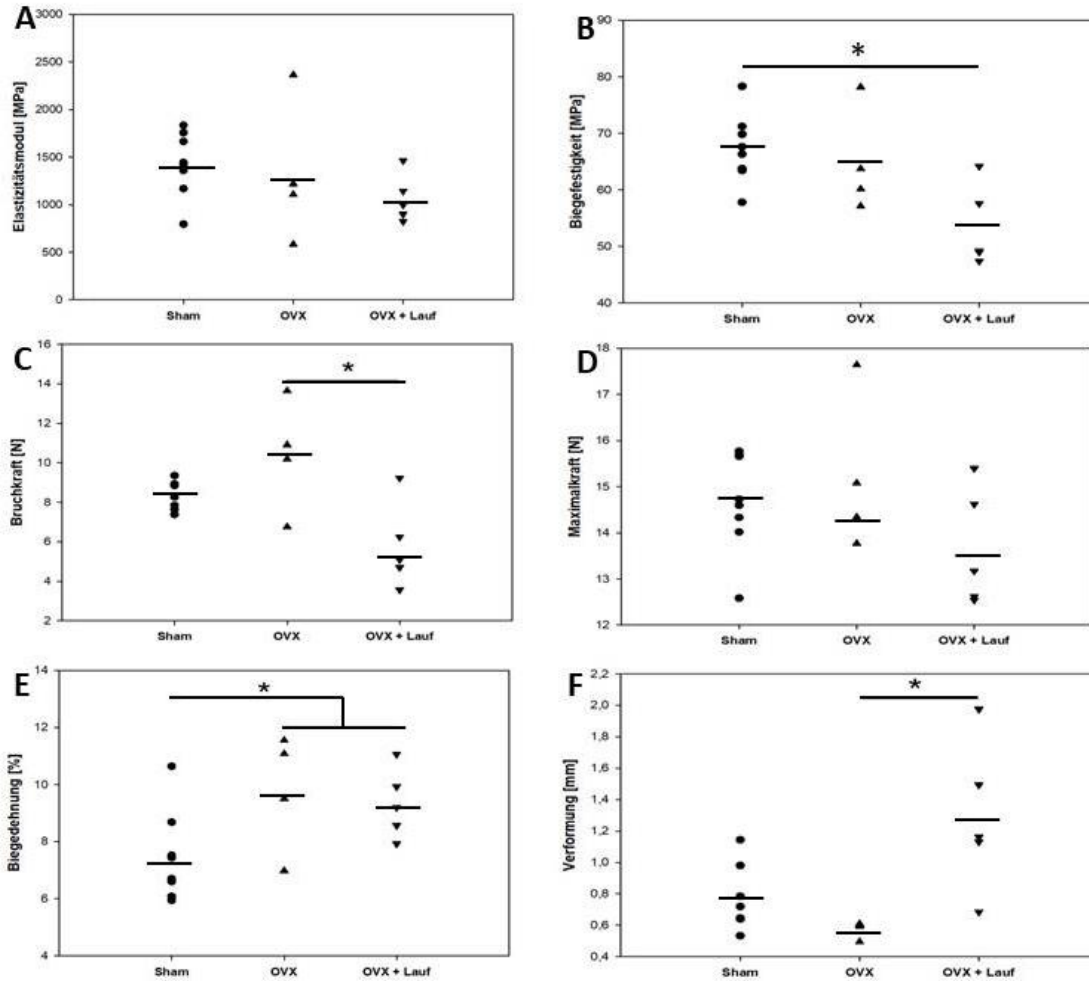 A
Elastizitätsmodul [MPa]
3000
2500
2000
1500
1000
500
0
Sham OVX OVX + Lauf
B
Biegefestigkeit [MPa]
*
90
80
70
60
50
40
Sham OVX OVX + Lauf
C
Bruchkraft [N]
*
16
14
12
10
8
6
4
2
Sham OVX OVX + Lauf
D
Maximalkraft [N]
18
17
16
15
14
13
12
Sham OVX OVX + Lauf
E
Biegedehnung [%]
*
14
12
10
8
6
4
Sham OVX OVX + Lauf
F
Verformung [mm]
*
2,2
2,0
1,8
1,6
1,4
1,2
1,0
0,8
0,6
0,4
Sham OVX OVX + Lauf